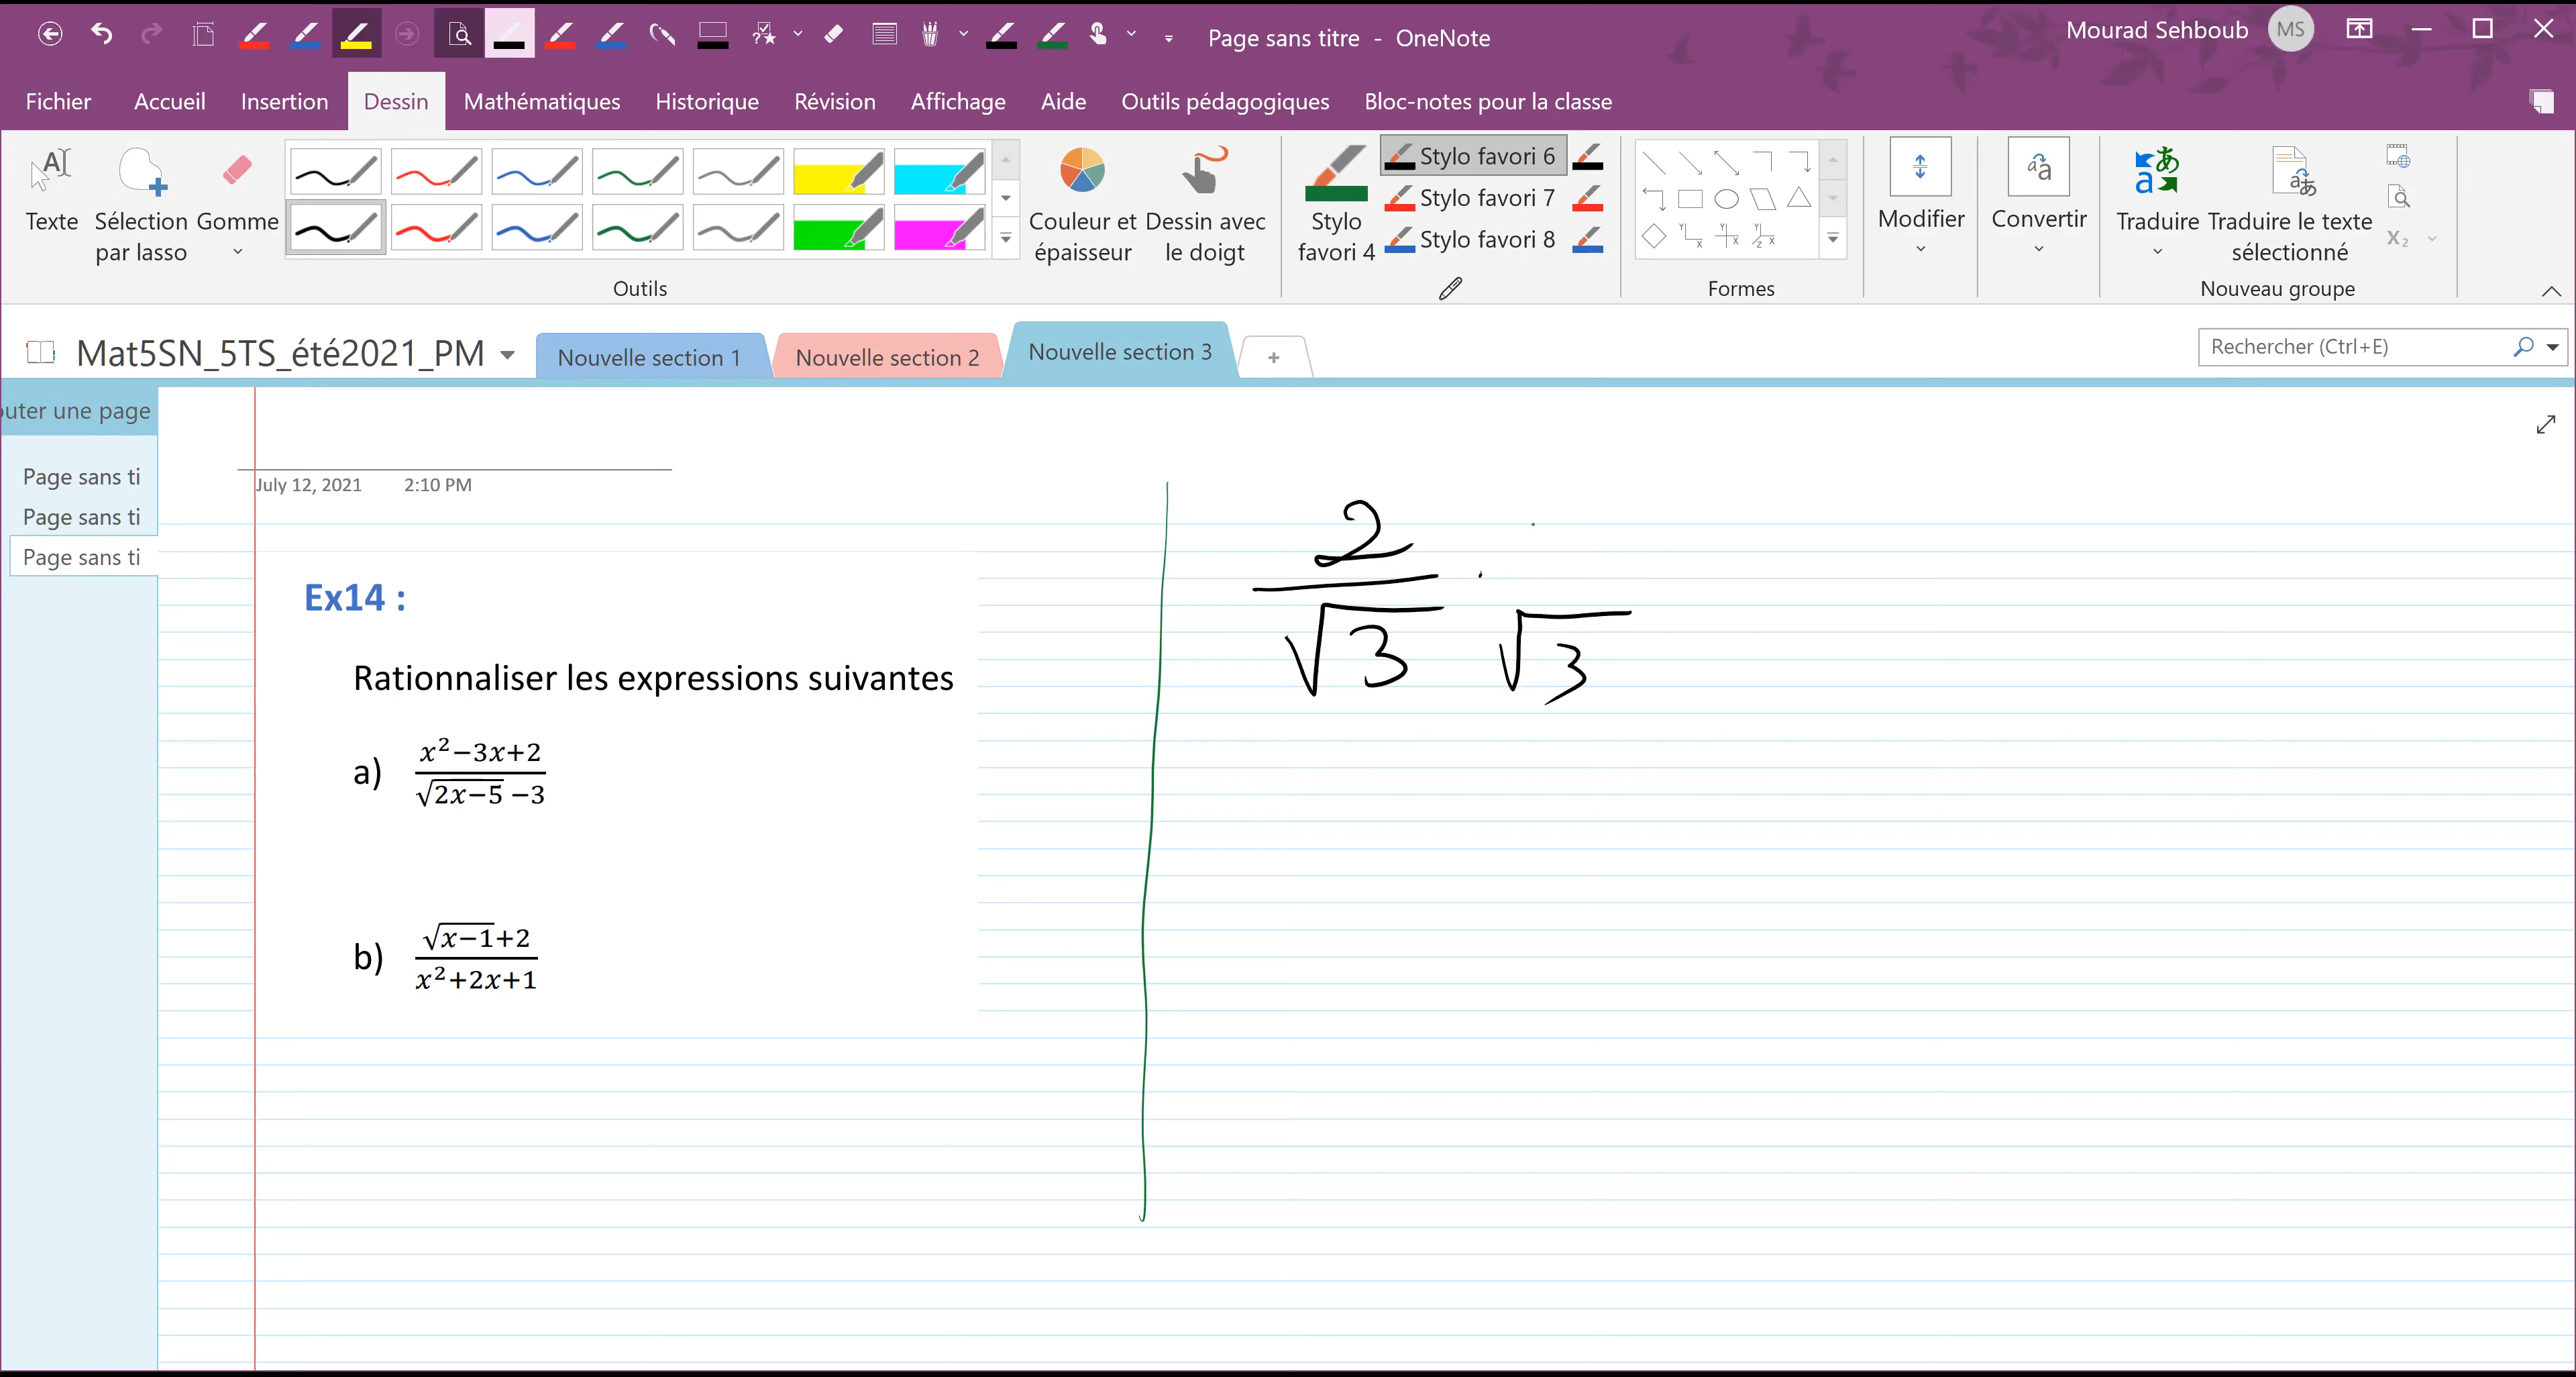 Page sans titre - OneNote
Mourad Sehboub MS
Fichier Accueil Insertion Dessin Mathématiques Historique Révision Affichage Aide Outils pédagogiques Bloc-notes pour la classe
Texte
Sélection par lasso
Gomme
Couleur et épaisseur
Dessin avec le doigt
Outils
Stylo favori 4
Stylo favori 6
Stylo favori 7
Stylo favori 8
Formes
Modifier
Convertir
Traduire
Traduire le texte sélectionné
Nouveau groupe
Mat5SN_5TS_été2021_PM
Nouvelle section 1
Nouvelle section 2
Nouvelle section 3
+
Rechercher (Ctrl+E)
outer une page
Page sans ti
Page sans ti
Page sans ti
July 12, 2021 2:10 PM
Ex14 :
Rationnaliser les expressions suivantes
a) (x²−3x+2)/(√(2x−5) −3)
b) (√(x−1)+2)/(x²+2x+1)
2
√3 √3